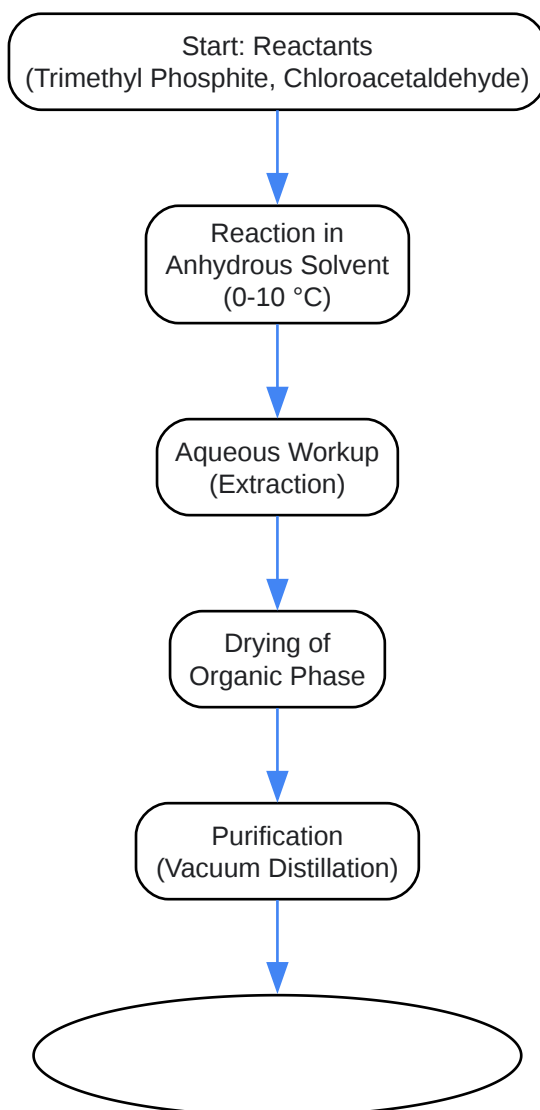 Start: Reactants
(Trimethyl Phosphite, Chloroacetaldehyde)
Reaction in
Anhydrous Solvent
(0-10 °C)
Aqueous Workup
(Extraction)
Drying of
Organic Phase
Purification
(Vacuum Distillation)